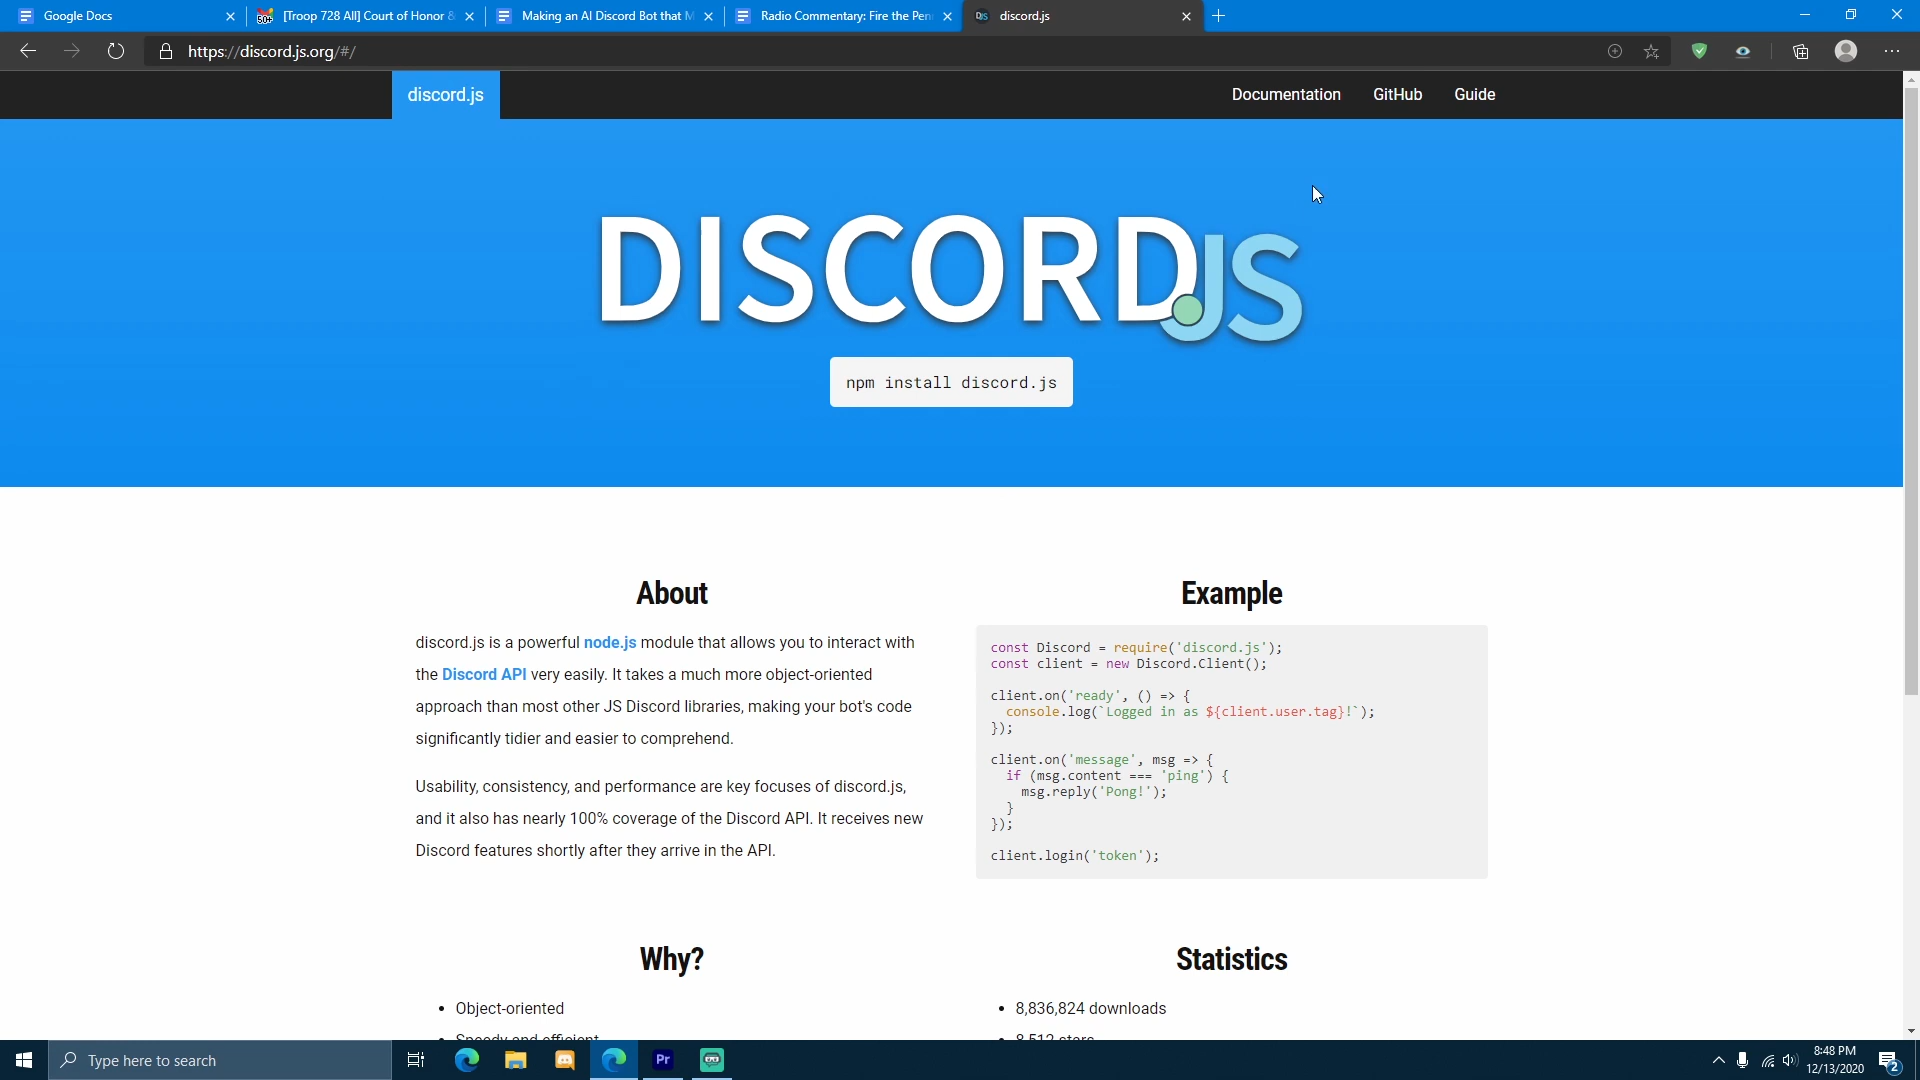 Google Docs
[Troop 728 All] Court of Honor &
Making an AI Discord Bot that M
Radio Commentary: Fire the Pen
discord.js
https://discord.js.org/#/
discord.js
Documentation
GitHub
Guide
DISCORD.JS
npm install discord.js
About
discord.js is a powerful node.js module that allows you to interact with
the Discord API very easily. It takes a much more object-oriented
approach than most other JS Discord libraries, making your bot's code
significantly tidier and easier to comprehend.
Usability, consistency, and performance are key focuses of discord.js,
and it also has nearly 100% coverage of the Discord API. It receives new
Discord features shortly after they arrive in the API.
Example
const Discord = require('discord.js');
const client = new Discord.Client();
client.on('ready', () => {
  console.log(`Logged in as ${client.user.tag}!`);
});
client.on('message', msg => {
  if (msg.content === 'ping') {
    msg.reply('Pong!');
  }
});
client.login('token');
Why?
• Object-oriented
• Speedy and efficient
Statistics
• 8,836,824 downloads
• 8,512 stars
Type here to search
Pr
8:48 PM
12/13/2020
2